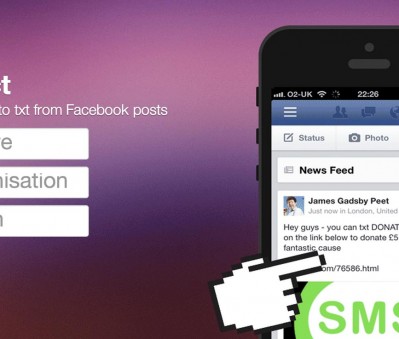 to txt from Facebook posts
O2-UK
22:26
Status
Photo
News Feed
James Gadsby Peet
Just now in London, United
Hey guys - you can txt DONAT
on the link below to donate £5
fantastic cause
com/76586.html
SMS